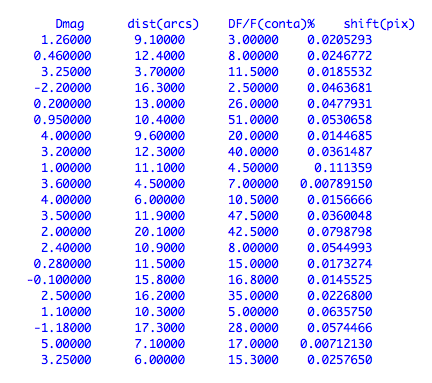 Dmag dist(arcs) DF/F(conta)% shift(pix)
1.26000 9.10000 3.00000 0.0205293
0.460000 12.4000 8.00000 0.0246772
3.25000 3.70000 11.5000 0.0185532
-2.20000 16.3000 2.50000 0.0463681
0.200000 13.0000 26.0000 0.0477931
0.950000 10.4000 51.0000 0.0530658
4.00000 9.60000 20.0000 0.0144685
3.20000 12.3000 40.0000 0.0361487
1.00000 11.1000 4.50000 0.111359
3.60000 4.50000 7.00000 0.00789150
4.00000 6.00000 10.5000 0.0156666
3.50000 11.9000 47.5000 0.0360048
2.00000 20.1000 42.5000 0.0798798
2.40000 10.9000 8.00000 0.0544993
0.280000 11.5000 15.0000 0.0173274
-0.100000 15.8000 16.8000 0.0145525
2.50000 16.2000 35.0000 0.0226800
1.10000 10.3000 5.00000 0.0635750
-1.18000 17.3000 28.0000 0.0574466
5.00000 7.10000 17.0000 0.00712130
3.25000 6.00000 15.3000 0.0257650